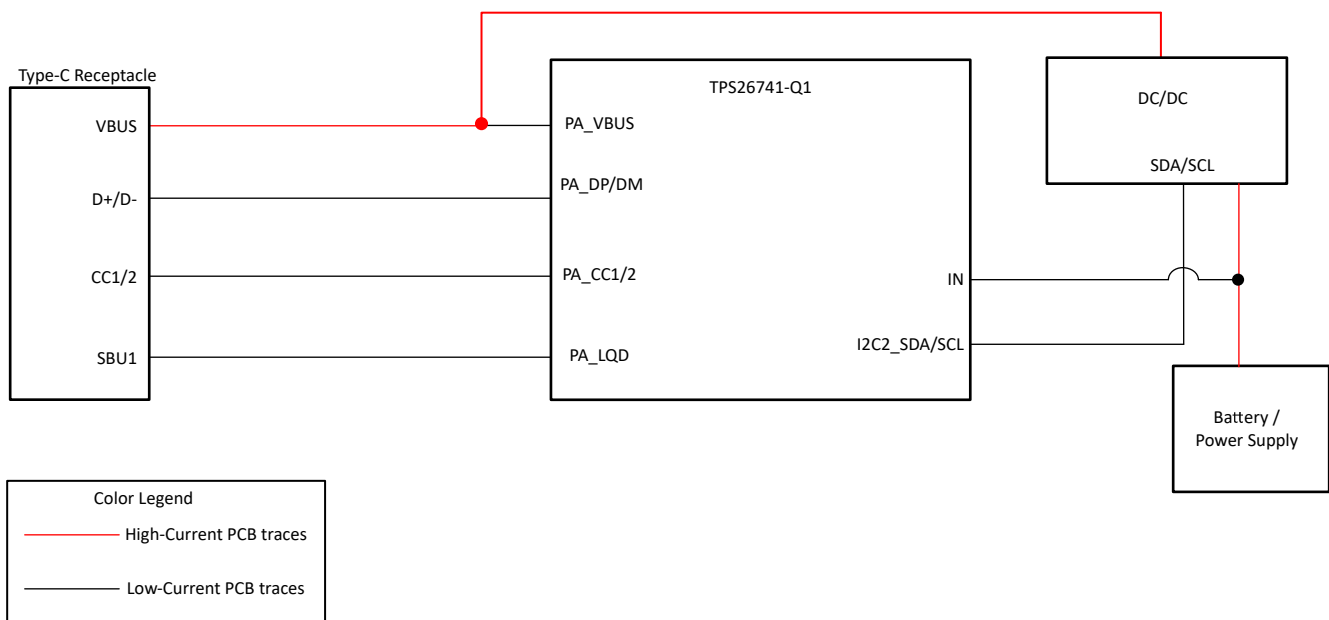 Type-C Receptacle
VBUS
D+/D-
CC1/2
SBU1
TPS26741-Q1
PA_VBUS
PA_DP/DM
PA_CC1/2
PA_LQD
IN
I2C2_SDA/SCL
DC/DC
SDA/SCL
Battery /
Power Supply
Color Legend
High-Current PCB traces
Low-Current PCB traces